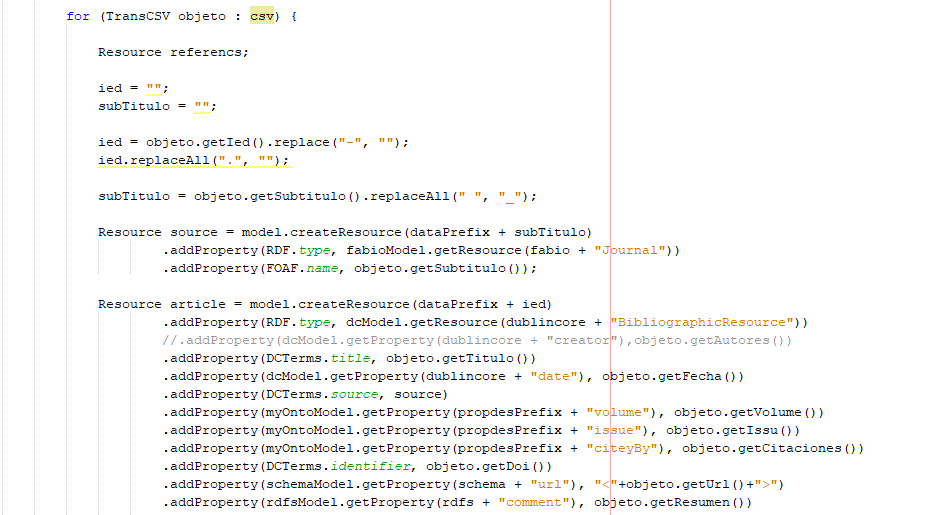 for (TransCSV objeto : csv) {
Resource referencs;
ied = "";
subTitulo = "";
ied = objeto.getIed().replace("-", "");
ied.replaceAll(".", "");
subTitulo = objeto.getSubtitulo().replaceAll(" ", "_");
Resource source = model.createResource(dataPrefix + subTitulo)
.addProperty(RDF.type, fabioModel.getResource(fabio + "Journal"))
.addProperty(FOAF.name, objeto.getSubtitulo());
Resource article = model.createResource(dataPrefix + ied)
.addProperty(RDF.type, dcModel.getResource(dublincore + "BibliographicResource"))
//.addProperty(dcModel.getProperty(dublincore + "creator"),objeto.getAutores())
.addProperty(DCTerms.title, objeto.getTitulo())
.addProperty(dcModel.getProperty(dublincore + "date"), objeto.getFecha())
.addProperty(DCTerms.source, source)
.addProperty(myOntoModel.getProperty(propdesPrefix + "volume"), objeto.getVolume())
.addProperty(myOntoModel.getProperty(propdesPrefix + "issue"), objeto.getIssu())
.addProperty(myOntoModel.getProperty(propdesPrefix + "citeyBy"), objeto.getCitaciones())
.addProperty(DCTerms.identifier, objeto.getDoi())
.addProperty(schemaModel.getProperty(schema + "url"), "<"+objeto.getUrl()+">")
.addProperty(rdfsModel.getProperty(rdfs + "comment"), objeto.getResumen())